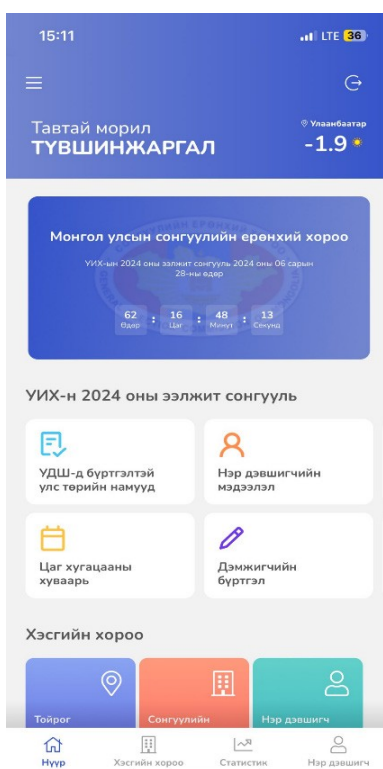 15:11
LTE 36
Тавтай морил
ТҮВШИНЖАРГАЛ
Улаанбаатар
-1.9
Монгол улсын сонгуулийн ерөнхий хороо
УИХ-ын 2024 оны ээлжит сонгууль 2024 оны 06 сарын
28-ны өдөр
62 : 16 : 48 : 13
Өдөр Цаг Минут Секунд
УИХ-н 2024 оны ээлжит сонгууль
УДШ-д бүртгэлтэй
улс төрийн намууд
Нэр дэвшигчийн
мэдээлэл
Цаг хугацааны
хуваарь
Дэмжигчийн
бүртгэл
Хэсгийн хороо
Тойрог
Сонгуулийн
Нэр дэвшигч
Нүүр
Хэсгийн хороо
Статистик
Нэр дэвшигч